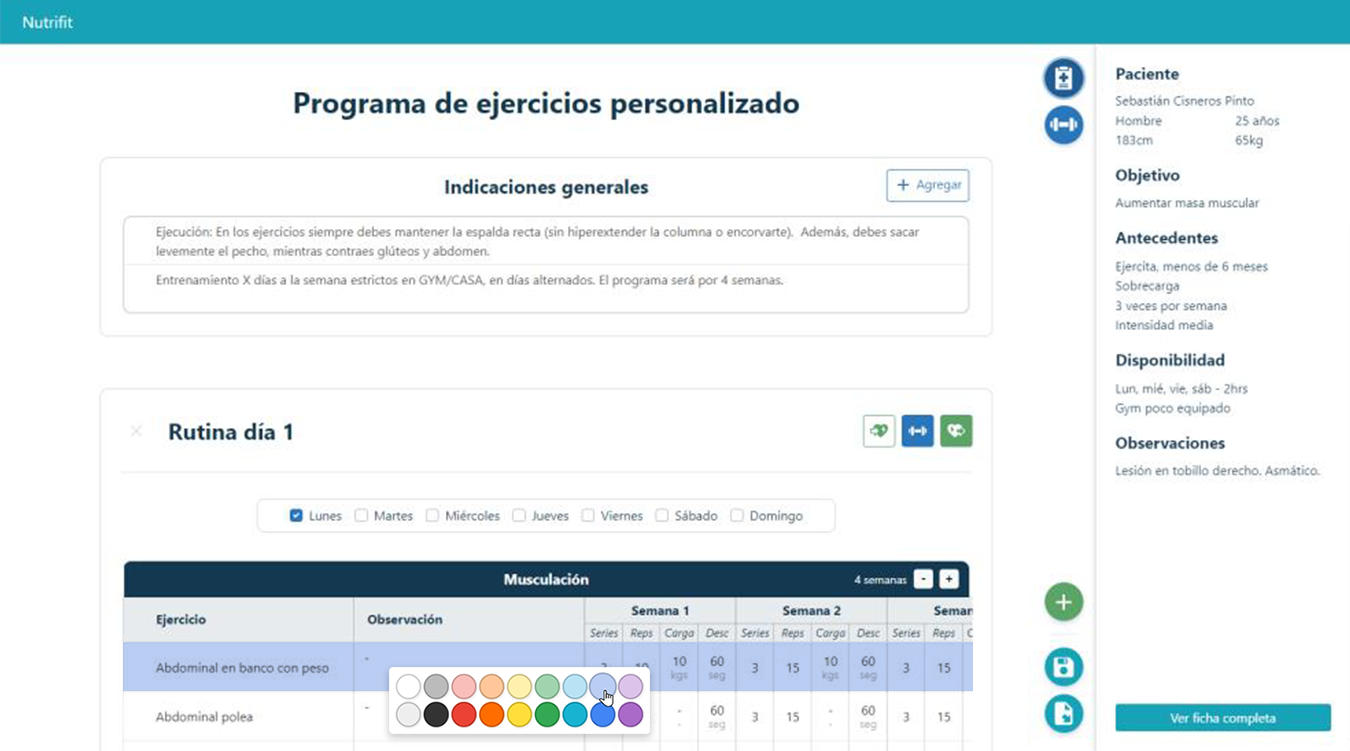 Nutrifit
Programa de ejercicios personalizado
Indicaciones generales
+ Agregar
Ejecución: En los ejercicios siempre debes mantener la espalda recta (sin hiperextender la columna o encorvarte). Además, debes sacar
levemente el pecho, mientras contraes glúteos y abdomen.
Entrenamiento X días a la semana estrictos en GYM/CASA, en días alternados. El programa será por 4 semanas.
Rutina día 1
Lunes Martes Miércoles Jueves Viernes Sábado Domingo
Musculación
4 semanas - +
Ejercicio Observación Semana 1 Semana 2
Series Reps Carga Desc Series Reps Carga Desc Series Reps
Abdominal en banco con peso - 10 kgs 60 seg 3 15 10 kgs 60 seg 3 15
Abdominal polea - - - 60 seg 3 15 - - 60 seg 3 15
Paciente
Sebastián Cisneros Pinto
Hombre 25 años
183cm 65kg
Objetivo
Aumentar masa muscular
Antecedentes
Ejercita, menos de 6 meses
Sobrecarga
3 veces por semana
Intensidad media
Disponibilidad
Lun, mié, vie, sáb - 2hrs
Gym poco equipado
Observaciones
Lesión en tobillo derecho. Asmático.
Ver ficha completa